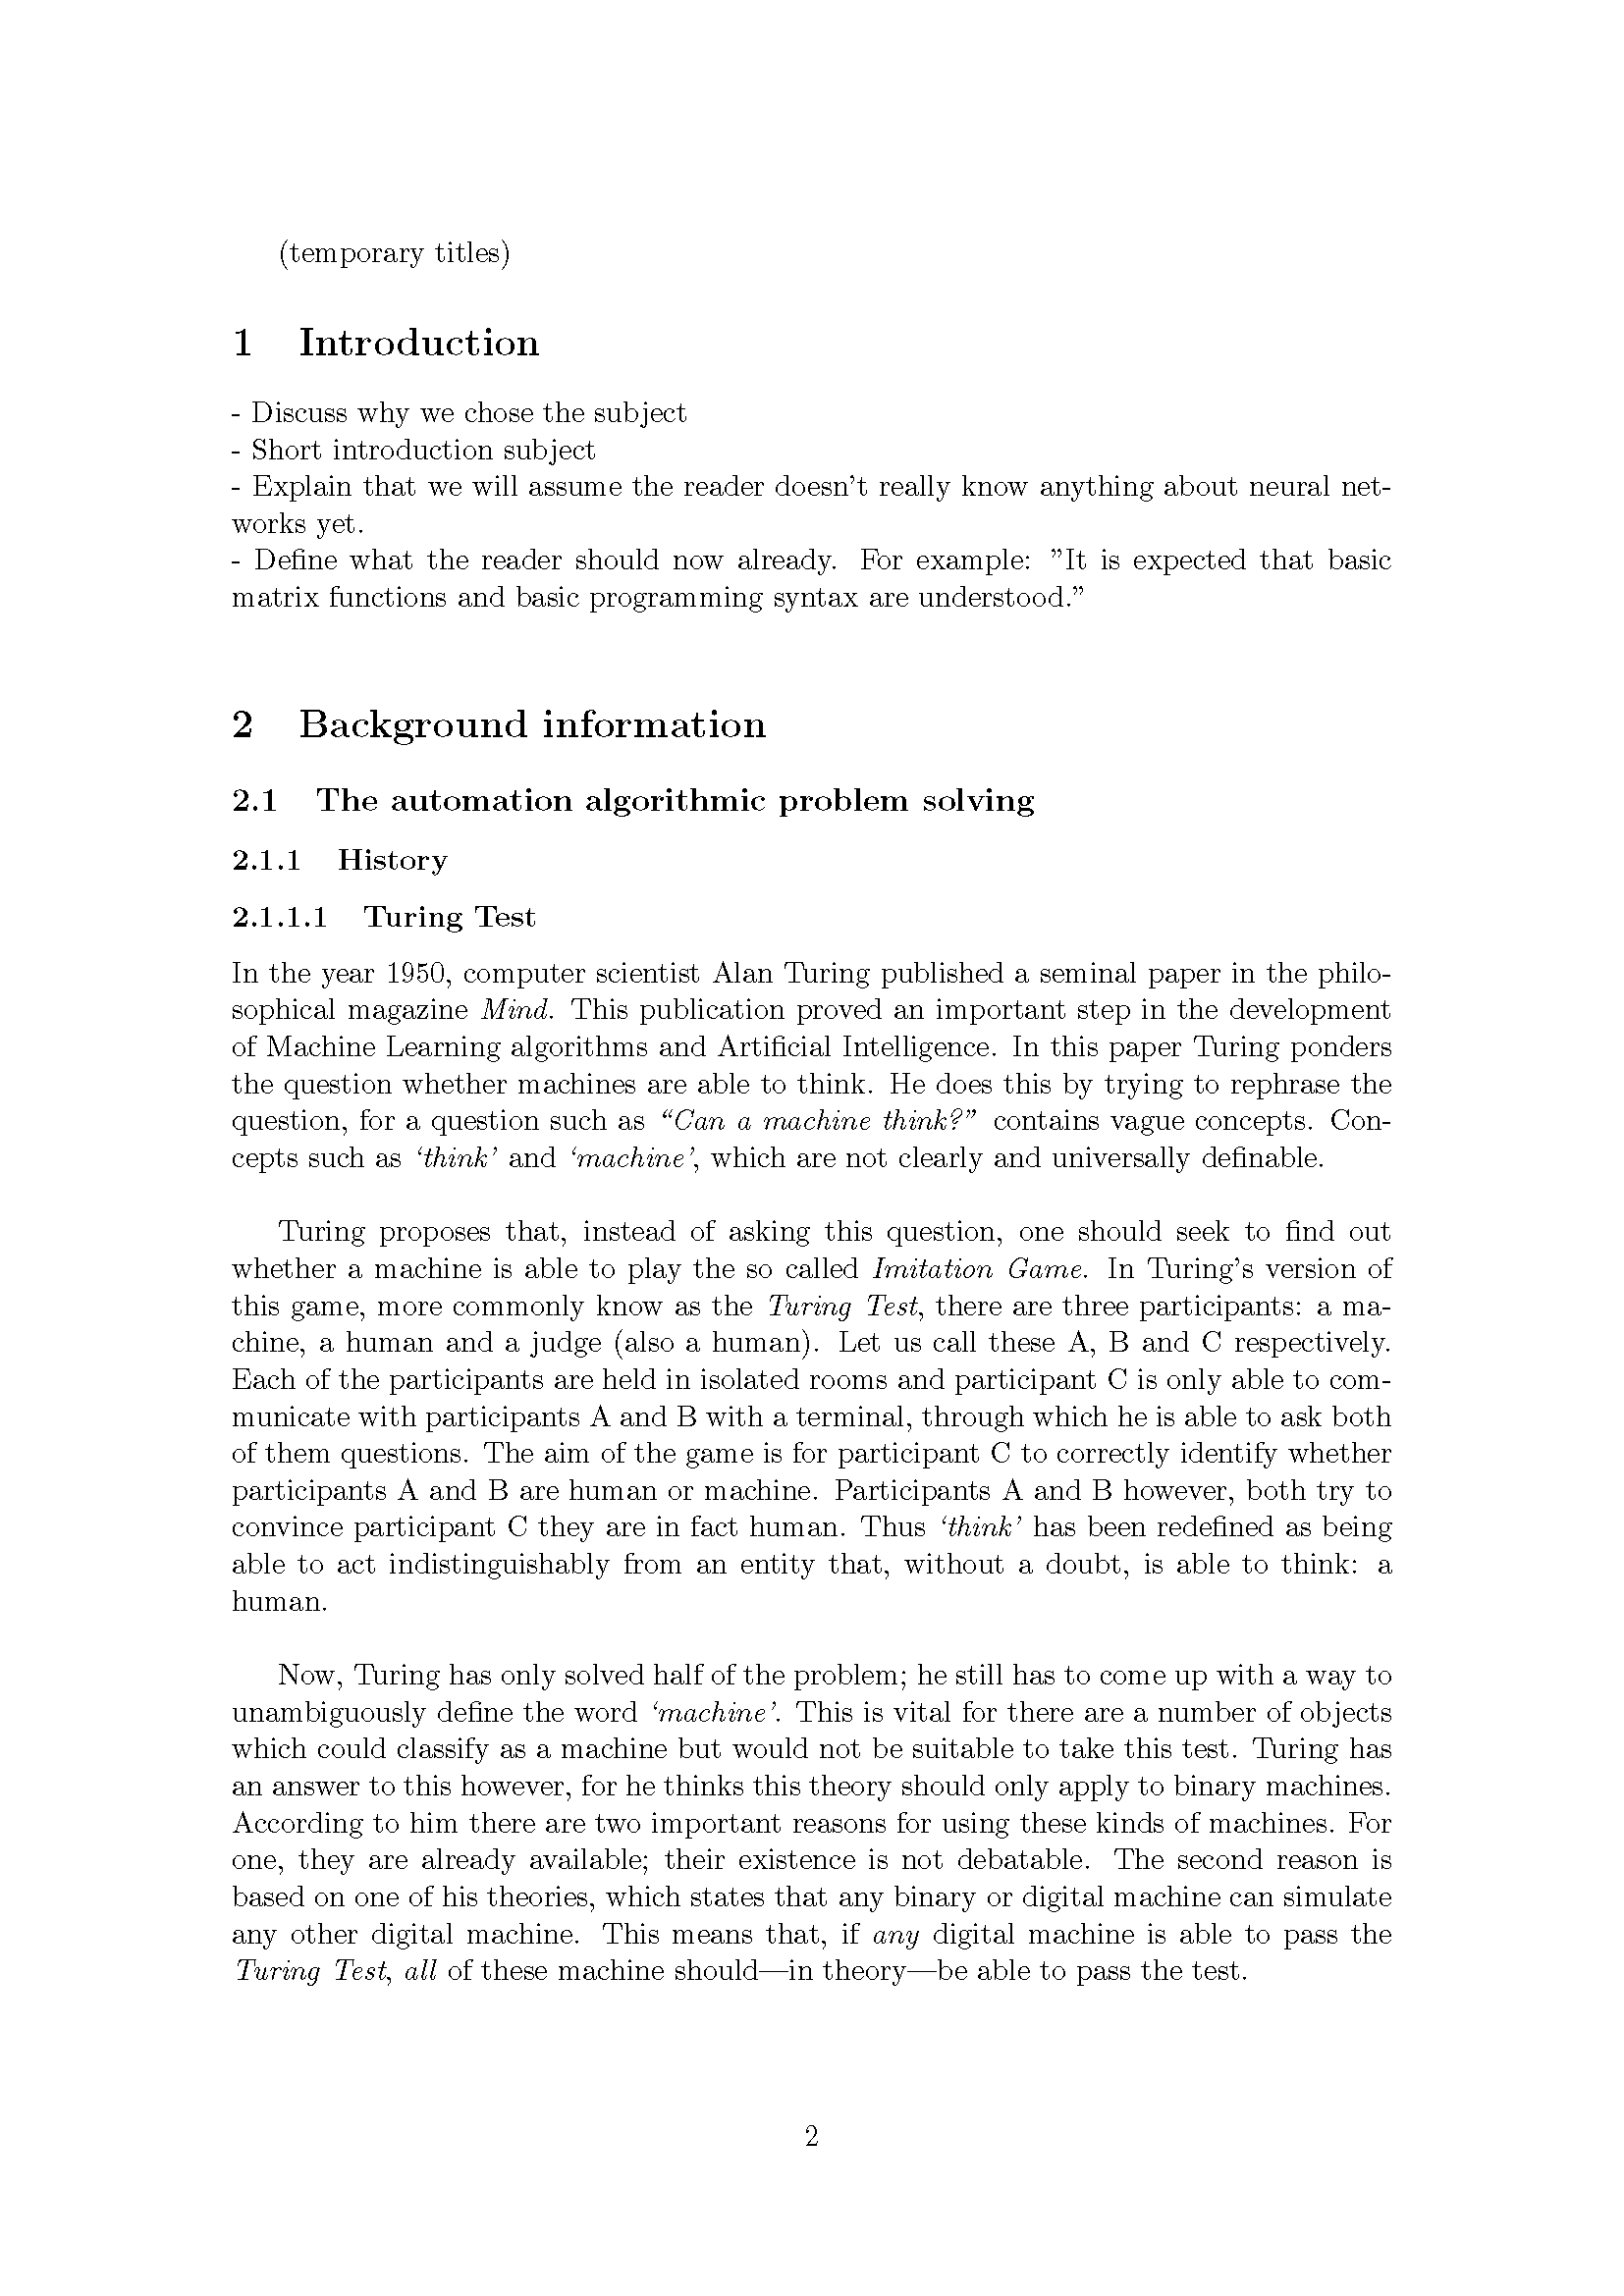 (temporary titles)
1 Introduction
- Discuss why we chose the subject
- Short introduction subject
- Explain that we will assume the reader doesn't really know anything about neural net-
works yet.
- Define what the reader should now already. For example: ”It is expected that basic
matrix functions and basic programming syntax are understood.”
2 Background information
2.1 The automation algorithmic problem solving
2.1.1 History
2.1.1.1 Turing Test
In the year 1950, computer scientist Alan Turing published a seminal paper in the philo-
sophical magazine Mind. This publication proved an important step in the development
of Machine Learning algorithms and Artificial Intelligence. In this paper Turing ponders
the question whether machines are able to think. He does this by trying to rephrase the
question, for a question such as “Can a machine think?” contains vague concepts. Con-
cepts such as ‘think’ and ‘machine’, which are not clearly and universally definable.
Turing proposes that, instead of asking this question, one should seek to find out
whether a machine is able to play the so called Imitation Game. In Turing's version of
this game, more commonly know as the Turing Test, there are three participants: a ma-
chine, a human and a judge (also a human). Let us call these A, B and C respectively.
Each of the participants are held in isolated rooms and participant C is only able to com-
municate with participants A and B with a terminal, through which he is able to ask both
of them questions. The aim of the game is for participant C to correctly identify whether
participants A and B are human or machine. Participants A and B however, both try to
convince participant C they are in fact human. Thus ‘think’ has been redefined as being
able to act indistinguishably from an entity that, without a doubt, is able to think: a
human.
Now, Turing has only solved half of the problem; he still has to come up with a way to
unambiguously define the word ‘machine’. This is vital for there are a number of objects
which could classify as a machine but would not be suitable to take this test. Turing has
an answer to this however, for he thinks this theory should only apply to binary machines.
According to him there are two important reasons for using these kinds of machines. For
one, they are already available; their existence is not debatable. The second reason is
based on one of his theories, which states that any binary or digital machine can simulate
any other digital machine. This means that, if any digital machine is able to pass the
Turing Test, all of these machine should—in theory—be able to pass the test.
2